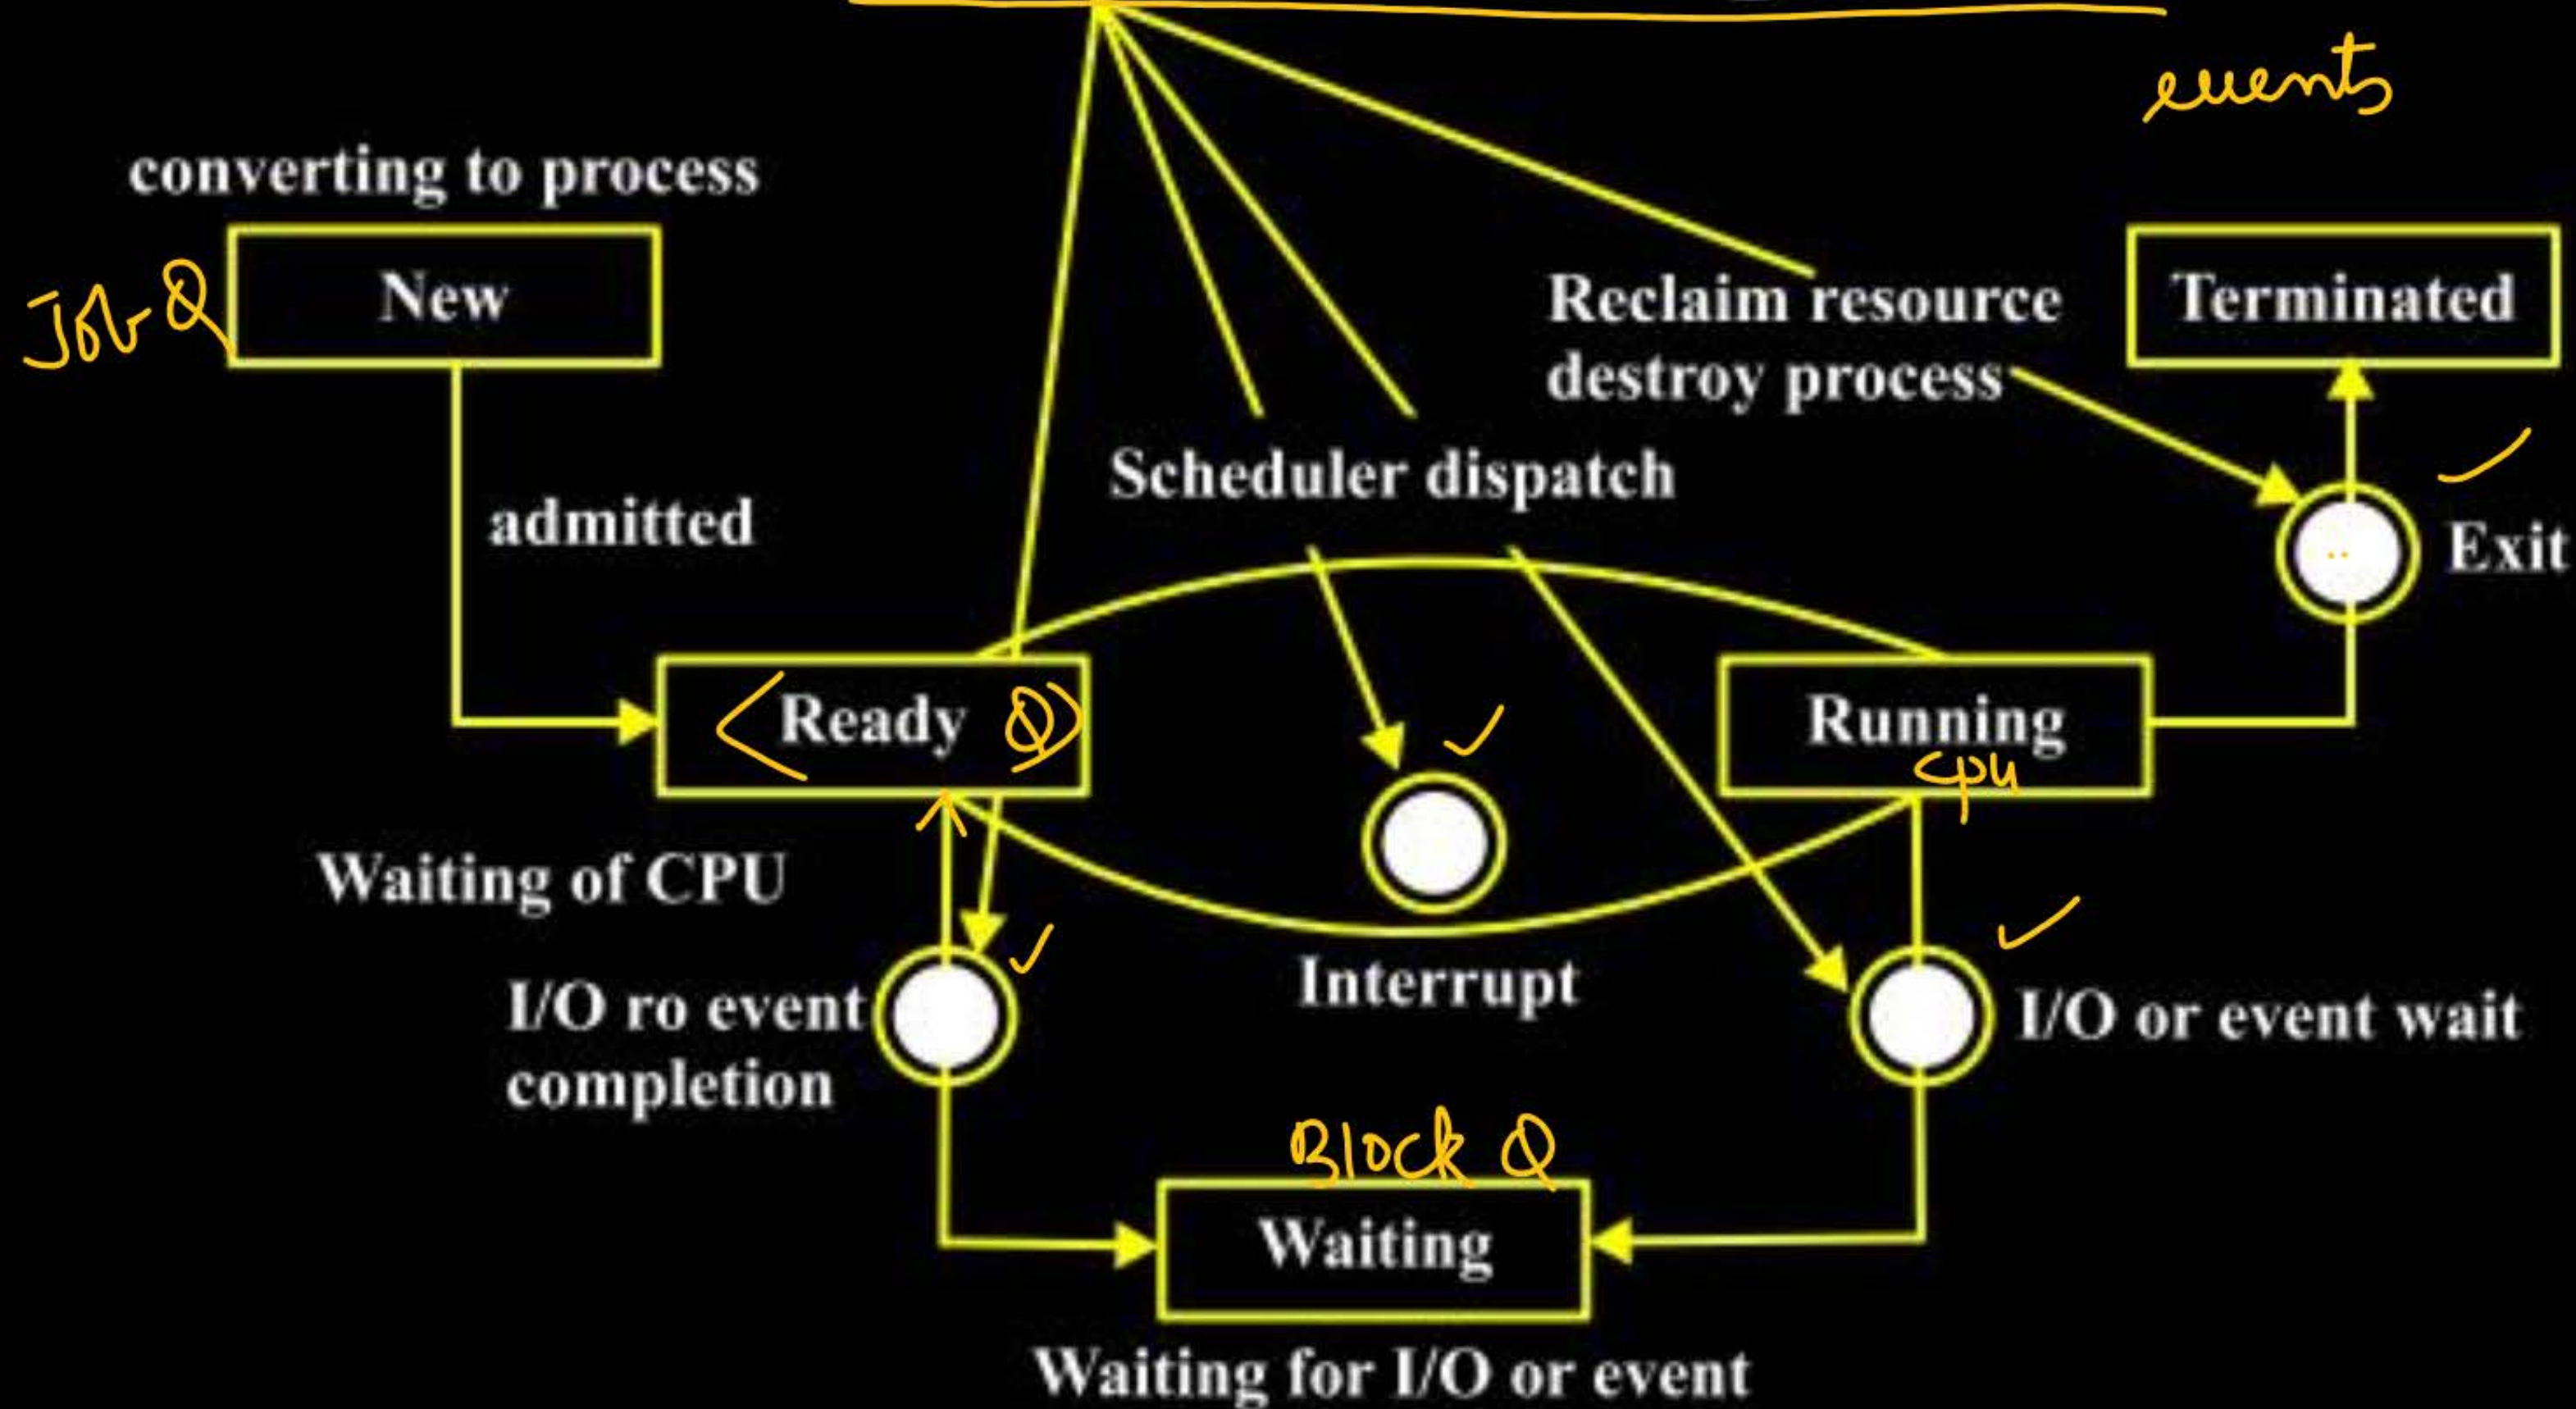 events
converting to process
New
Terminated
Job Q
Reclaim resource
destroy process
admitted
Scheduler dispatch
Exit
Ready Q
Running
cpu
Waiting of CPU
I/O ro event
completion
Interrupt
I/O or event wait
Block Q
Waiting
Waiting for I/O or event